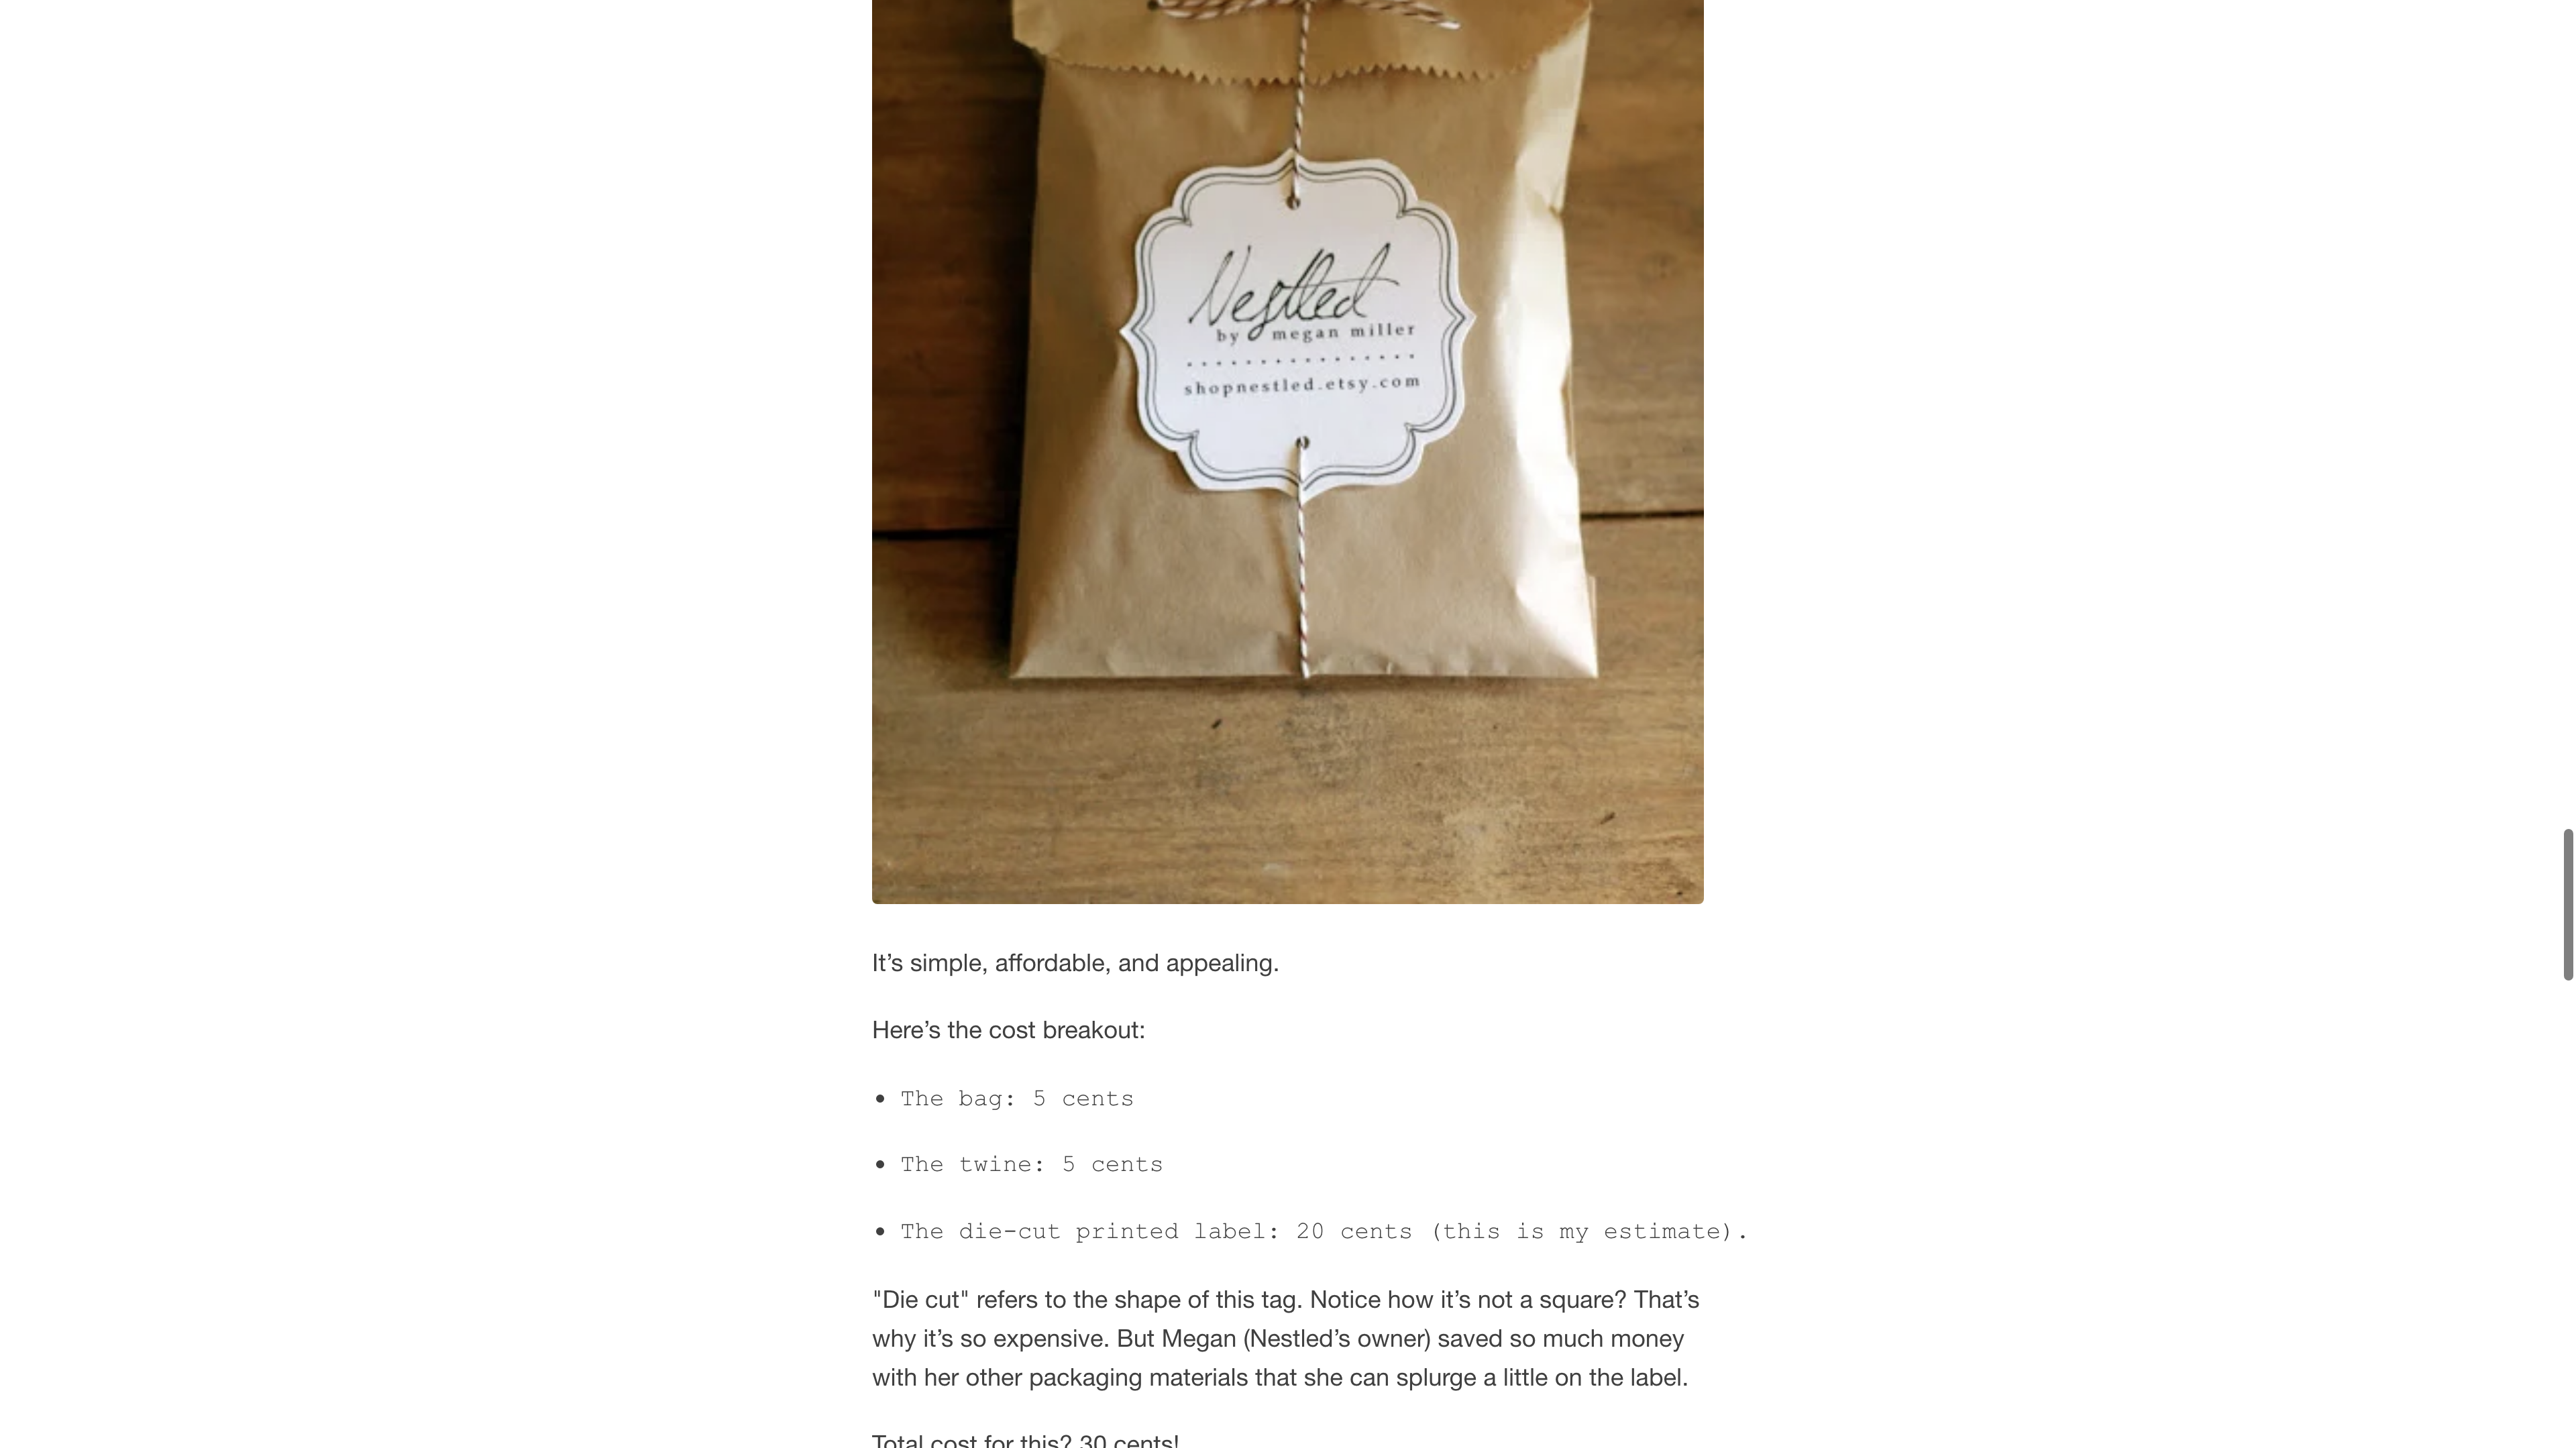 Nestled
by megan miller
shopnestled.etsy.com
It’s simple, affordable, and appealing.
Here’s the cost breakout:
• The bag: 5 cents
• The twine: 5 cents
• The die-cut printed label: 20 cents (this is my estimate).
"Die cut" refers to the shape of this tag. Notice how it’s not a square? That’s
why it’s so expensive. But Megan (Nestled’s owner) saved so much money
with her other packaging materials that she can splurge a little on the label.
Total cost for this? 30 cents!